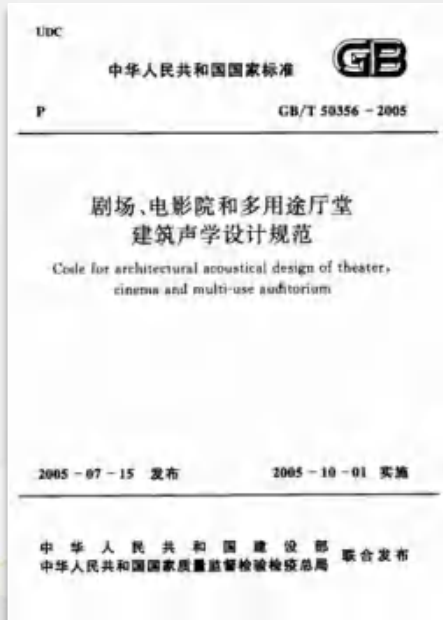 UDC
中华人民共和国国家标准 GB
P GB/T 50356-2005
剧场、电影院和多用途厅堂
建筑声学设计规范
Code for architectural acoustical design of theater,
cinema and multi-use auditorium
2005-07-15 发布 2005-10-01 实施
中华人民共和国建设部
中华人民共和国国家质量监督检验检疫总局 联合发布